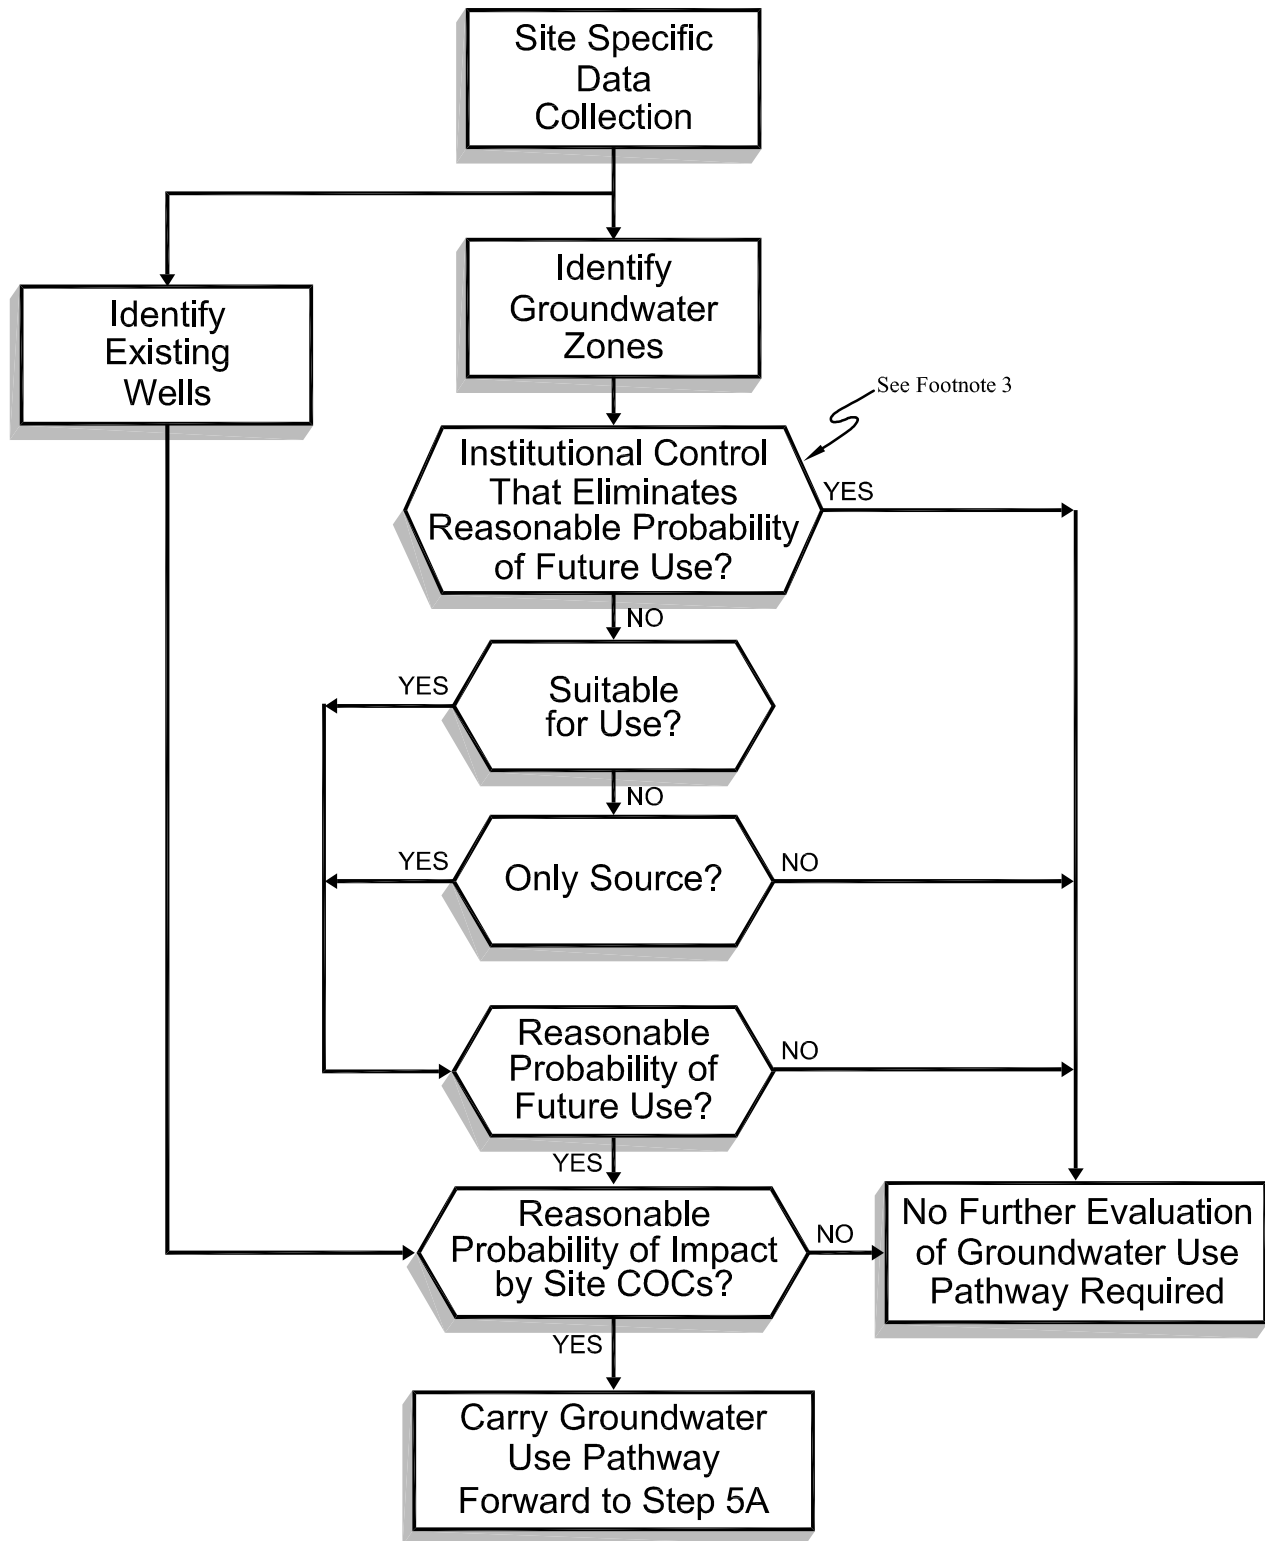 Site Specific
Data
Collection
Identify
Groundwater
Zones
Identify
Existing
Wells
See Footnote 3
Institutional Control
That Eliminates
Reasonable Probability
of Future Use?
YES
NO
YES
Suitable
for Use?
NO
YES
Only Source?
NO
Reasonable
Probability of
Future Use?
NO
YES
Reasonable
Probability of Impact
by Site COCs?
NO
No Further Evaluation
of Groundwater Use
Pathway Required
YES
Carry Groundwater
Use Pathway
Forward to Step 5A